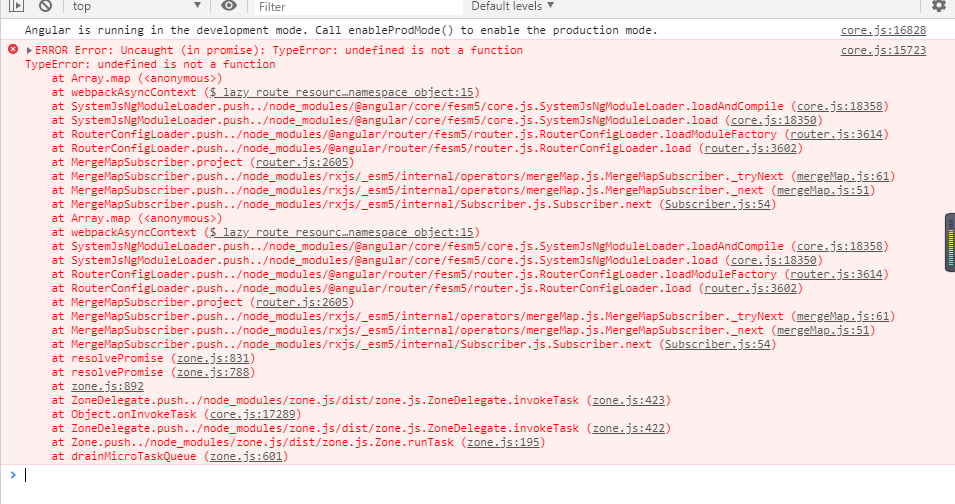 top
Filter
Default levels
Angular is running in the development mode. Call enableProdMode() to enable the production mode. core.js:16828
ERROR Error: Uncaught (in promise): TypeError: undefined is not a function core.js:15723
TypeError: undefined is not a function
at Array.map (<anonymous>)
at webpackAsyncContext ($_lazy_route_resourc…namespace object:15)
at SystemJsNgModuleLoader.push../node_modules/@angular/core/fesm5/core.js.SystemJsNgModuleLoader.loadAndCompile (core.js:18358)
at SystemJsNgModuleLoader.push../node_modules/@angular/core/fesm5/core.js.SystemJsNgModuleLoader.load (core.js:18350)
at RouterConfigLoader.push../node_modules/@angular/router/fesm5/router.js.RouterConfigLoader.loadModuleFactory (router.js:3614)
at RouterConfigLoader.push../node_modules/@angular/router/fesm5/router.js.RouterConfigLoader.load (router.js:3602)
at MergeMapSubscriber.project (router.js:2605)
at MergeMapSubscriber.push../node_modules/rxjs/_esm5/internal/operators/mergeMap.js.MergeMapSubscriber._tryNext (mergeMap.js:61)
at MergeMapSubscriber.push../node_modules/rxjs/_esm5/internal/operators/mergeMap.js.MergeMapSubscriber._next (mergeMap.js:51)
at MergeMapSubscriber.push../node_modules/rxjs/_esm5/internal/Subscriber.js.Subscriber.next (Subscriber.js:54)
at Array.map (<anonymous>)
at webpackAsyncContext ($_lazy_route_resourc…namespace object:15)
at SystemJsNgModuleLoader.push../node_modules/@angular/core/fesm5/core.js.SystemJsNgModuleLoader.loadAndCompile (core.js:18358)
at SystemJsNgModuleLoader.push../node_modules/@angular/core/fesm5/core.js.SystemJsNgModuleLoader.load (core.js:18350)
at RouterConfigLoader.push../node_modules/@angular/router/fesm5/router.js.RouterConfigLoader.loadModuleFactory (router.js:3614)
at RouterConfigLoader.push../node_modules/@angular/router/fesm5/router.js.RouterConfigLoader.load (router.js:3602)
at MergeMapSubscriber.project (router.js:2605)
at MergeMapSubscriber.push../node_modules/rxjs/_esm5/internal/operators/mergeMap.js.MergeMapSubscriber._tryNext (mergeMap.js:61)
at MergeMapSubscriber.push../node_modules/rxjs/_esm5/internal/operators/mergeMap.js.MergeMapSubscriber._next (mergeMap.js:51)
at MergeMapSubscriber.push../node_modules/rxjs/_esm5/internal/Subscriber.js.Subscriber.next (Subscriber.js:54)
at resolvePromise (zone.js:831)
at resolvePromise (zone.js:788)
at zone.js:892
at ZoneDelegate.push../node_modules/zone.js/dist/zone.js.ZoneDelegate.invokeTask (zone.js:423)
at Object.onInvokeTask (core.js:17289)
at ZoneDelegate.push../node_modules/zone.js/dist/zone.js.ZoneDelegate.invokeTask (zone.js:422)
at Zone.push../node_modules/zone.js/dist/zone.js.Zone.runTask (zone.js:195)
at drainMicroTaskQueue (zone.js:601)